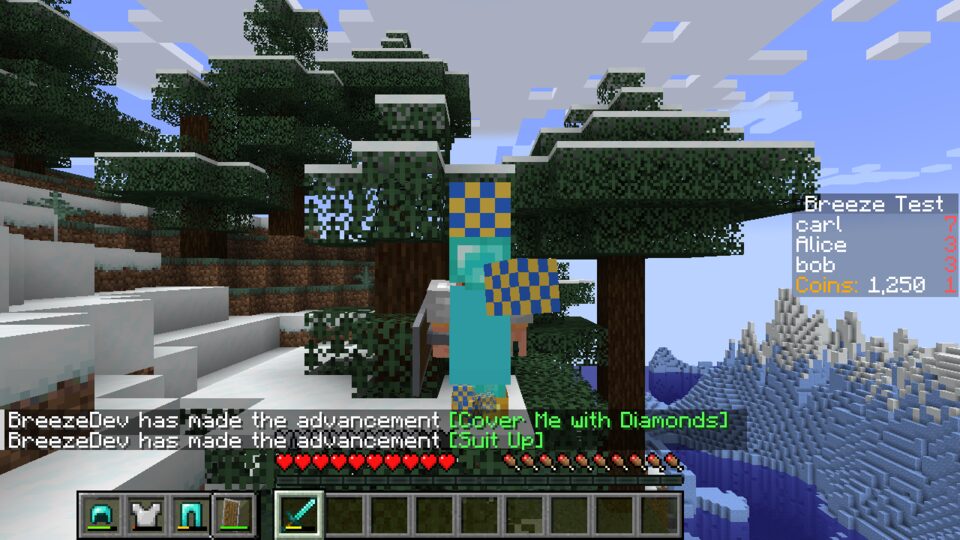 Breeze Test
carl 7
Alice 3
bob 3
Coins: 1,250 1
BreezeDev has made the advancement [Cover Me with Diamonds]
BreezeDev has made the advancement [Suit Up]